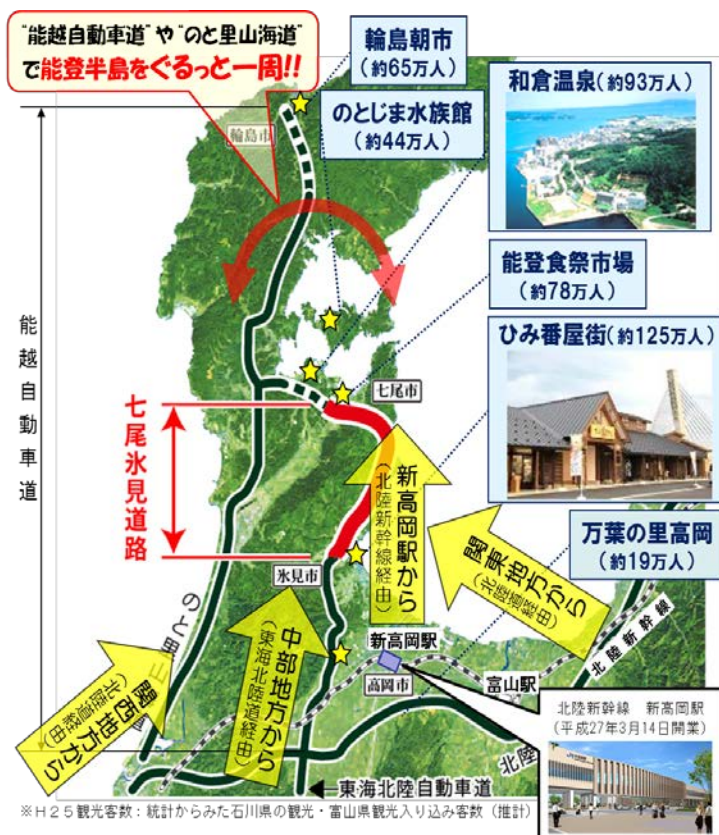 “能越自動車道”や“のと里山海道”
で能登半島をぐるっと一周!!
輪島朝市
（約65万人）
のとじま水族館
（約44万人）
和倉温泉（約93万人）
輪島市
能登食祭市場
（約78万人）
ひみ番屋街（約125万人）
能越自動車道
七尾市
七尾氷見道路
新高岡駅から
（北陸新幹線経由）
万葉の里高岡
（約19万人）
関東地方から
（北陸道経由）
氷見市
中部地方から
（東海北陸道経由）
関西地方から
（北陸道経由）
新高岡駅
高岡市
富山駅
北陸新幹線
北陸新幹線　新高岡駅
（平成27年3月14日開業）
東海北陸自動車道
※H25観光客数：統計からみた石川県の観光・富山県観光入り込み客数（推計）